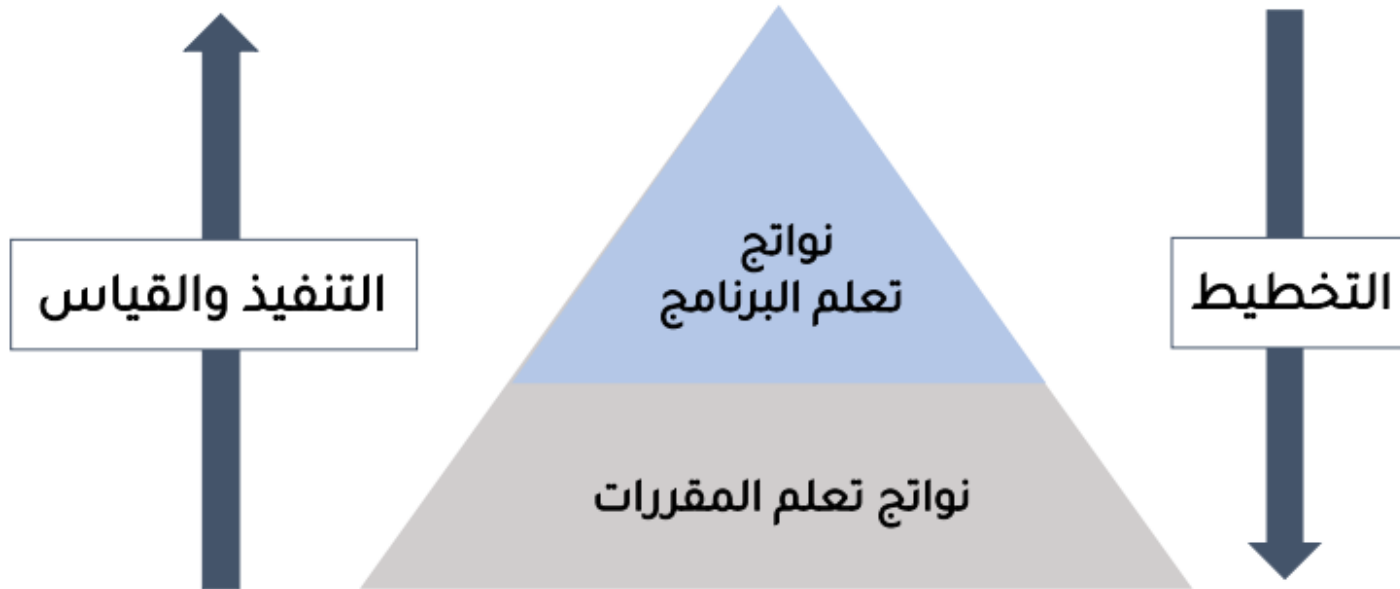 التخطيط
نواتج
تعلم البرنامج
التنفيذ والقياس
نواتج تعلم المقررات